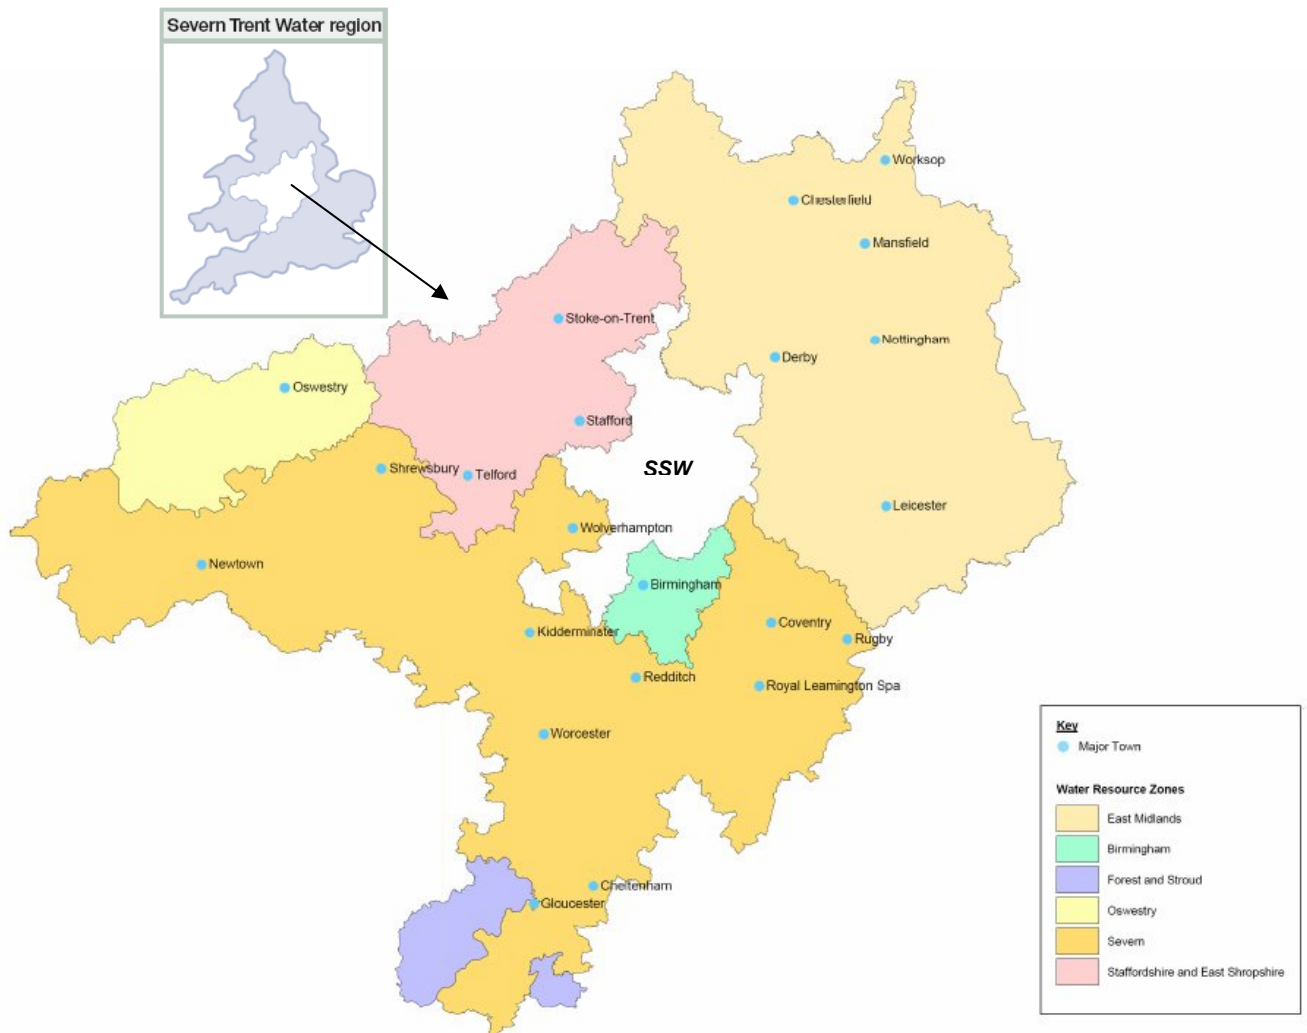 Severn Trent Water region
Worksop
Chesterfield
Mansfield
Stoke-on-Trent
Nottingham
Derby
Oswestry
Stafford
SSW
Shrewsbury
Telford
Leicester
Wolverhampton
Newtown
Birmingham
Coventry
Kidderminster
Rugby
Redditch
Royal Leamington Spa
Worcester
Cheltenham
Gloucester
Key
Major Town
Water Resource Zones
East Midlands
Birmingham
Forest and Stroud
Oswestry
Severn
Staffordshire and East Shropshire